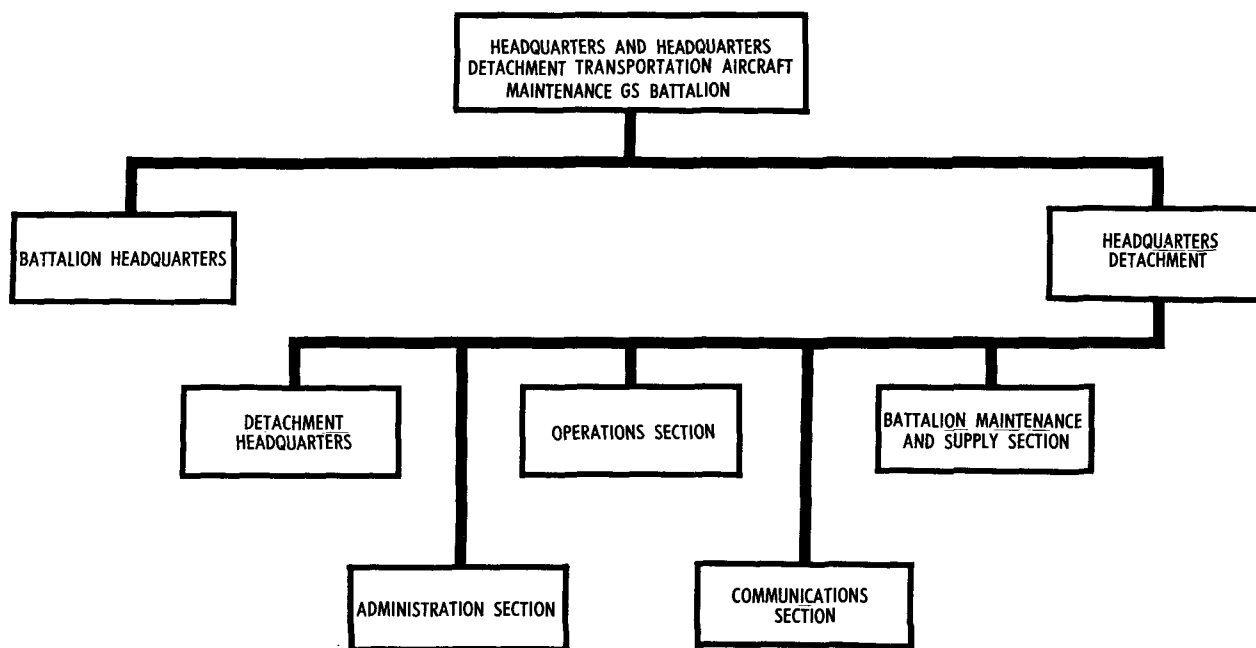 HEADQUARTERS AND HEADQUARTERS
DETACHMENT TRANSPORTATION AIRCRAFT
MAINTENANCE GS BATTALION
BATTALION HEADQUARTERS
HEADQUARTERS
DETACHMENT
DETACHMENT
HEADQUARTERS
OPERATIONS SECTION
BATTALION MAINTENANCE
AND SUPPLY SECTION
ADMINISTRATION SECTION
COMMUNICATIONS
SECTION